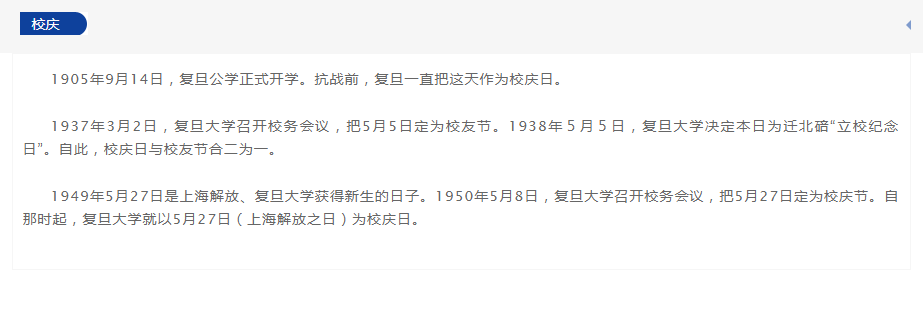 校庆
1905年9月14日，复旦公学正式开学。抗战前，复旦一直把这天作为校庆日。
1937年3月2日，复旦大学召开校务会议，把5月5日定为校友节。1938年５月５日，复旦大学决定本日为迁北碚“立校纪念
日”。自此，校庆日与校友节合二为一。
1949年5月27日是上海解放、复旦大学获得新生的日子。1950年5月8日，复旦大学召开校务会议，把5月27日定为校庆节。自
那时起，复旦大学就以5月27日（上海解放之日）为校庆日。